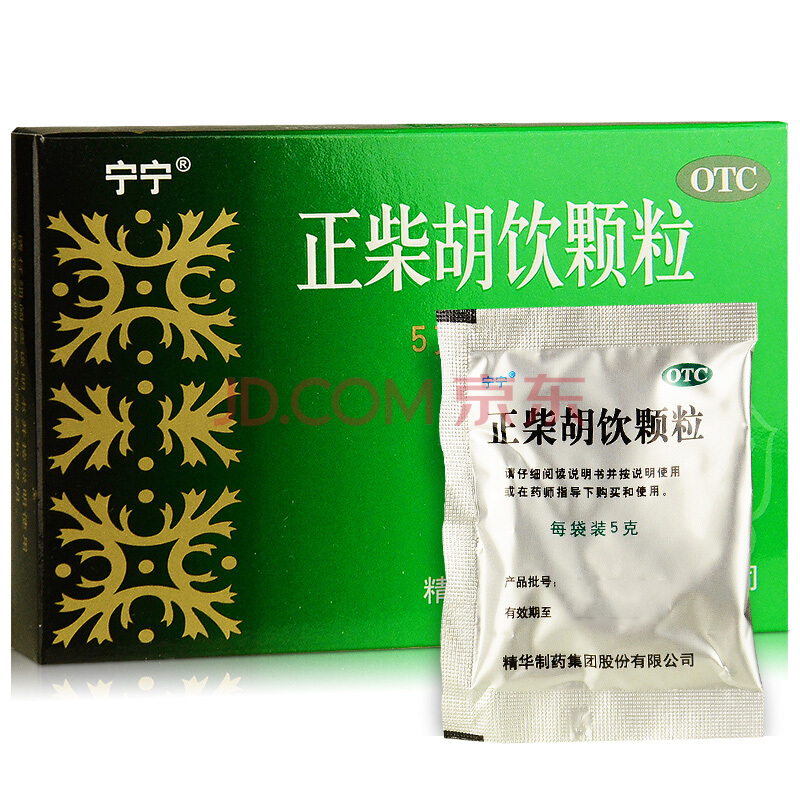 宁宁®
OTC
正柴胡饮颗粒
5
JD.COM 京东
宁宁®
OTC
正柴胡饮颗粒
请仔细阅读说明书并按说明使用
或在药师指导下购买和使用。
每袋装5克
产品批号:
有效期至
精华制药集团股份有限公司
精